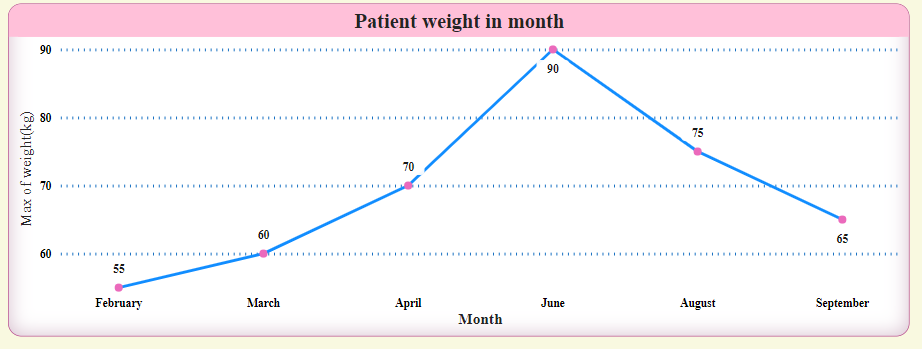 Patient weight in month
Max of weight(kg)
90
80
70
60
55
60
70
90
75
65
February March April June August September
Month